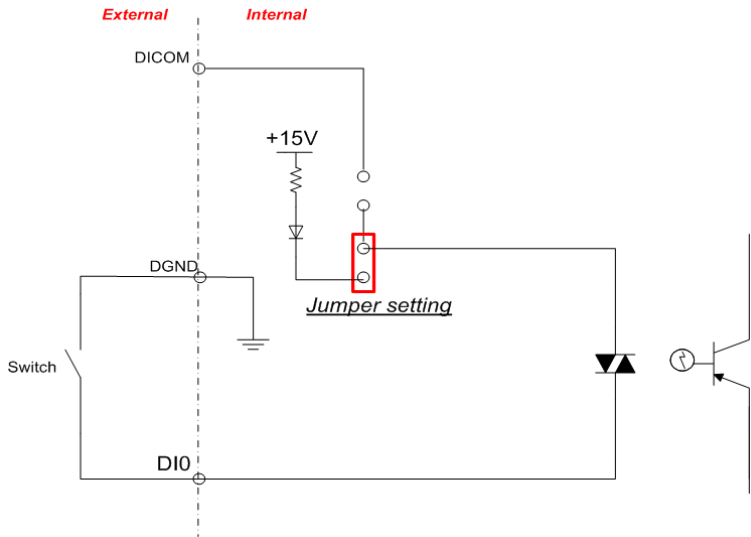 External
Internal
DICOM
+15V
DGND
Jumper setting
Switch
DI0